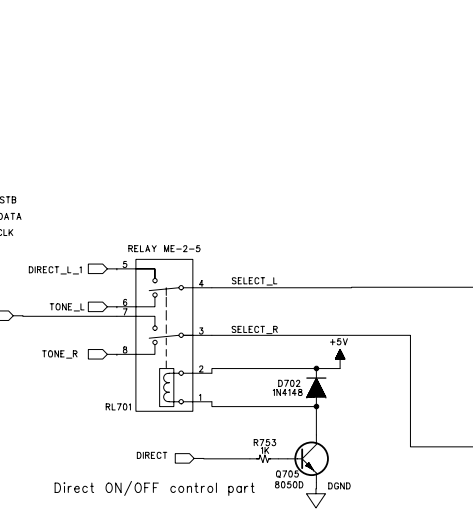 STB
DATA
CLK
RELAY ME-2-5
DIRECT_L_1
5
4
SELECT_L
TONE_L
6
7
3
SELECT_R
TONE_R
8
+5V
2
D702
1N4148
1
RL701
R753
1K
DIRECT
Q705
8050D
DGND
Direct ON/OFF control part